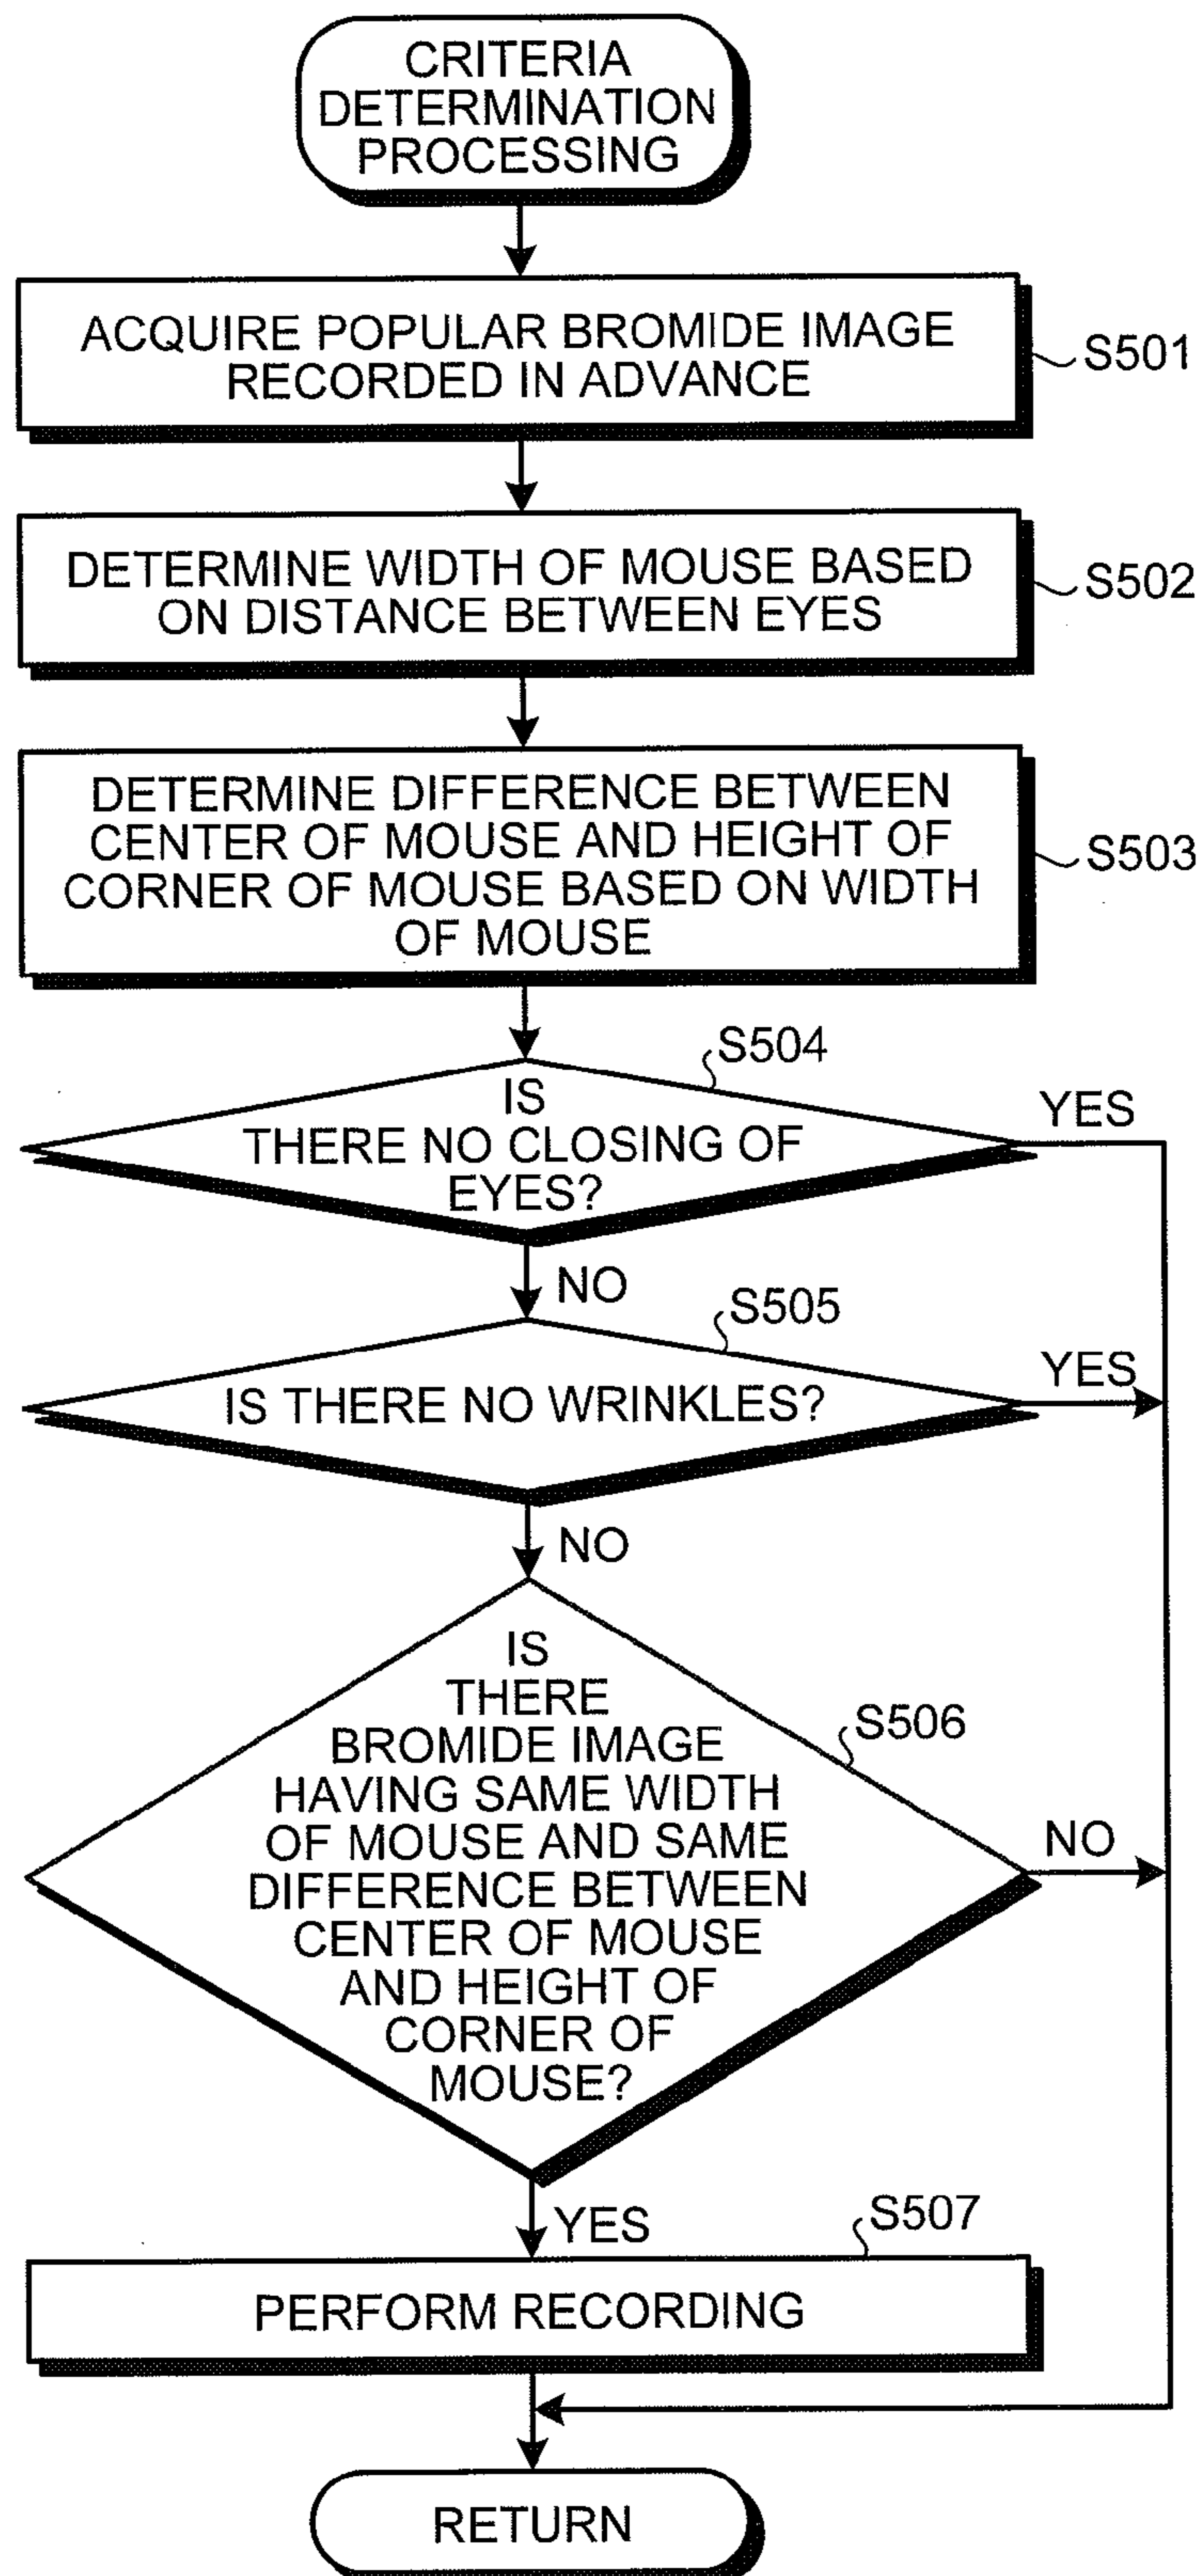 CRITERIA
DETERMINATION
PROCESSING
ACQUIRE POPULAR BROMIDE IMAGE
RECORDED IN ADVANCE
S501
DETERMINE WIDTH OF MOUSE BASED
ON DISTANCE BETWEEN EYES
S502
DETERMINE DIFFERENCE BETWEEN
CENTER OF MOUSE AND HEIGHT OF
CORNER OF MOUSE BASED ON WIDTH
OF MOUSE
S503
S504
IS
THERE NO CLOSING OF
EYES?
YES
NO
S505
IS THERE NO WRINKLES?
YES
NO
IS
THERE
BROMIDE IMAGE
HAVING SAME WIDTH
OF MOUSE AND SAME
DIFFERENCE BETWEEN
CENTER OF MOUSE
AND HEIGHT OF
CORNER OF
MOUSE?
S506
NO
YES
S507
PERFORM RECORDING
RETURN